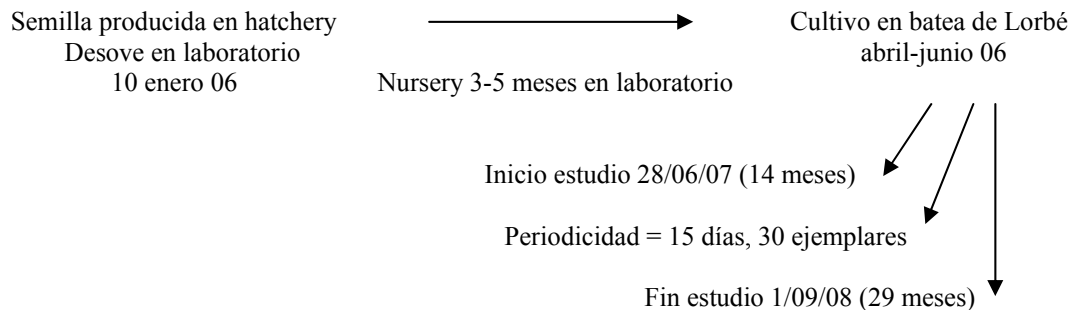 Semilla producida en hatchery
Desove en laboratorio
10 enero 06
Nursery 3-5 meses en laboratorio
Cultivo en batea de Lorbé
abril-junio 06
Inicio estudio 28/06/07 (14 meses)
Periodicidad = 15 días, 30 ejemplares
Fin estudio 1/09/08 (29 meses)